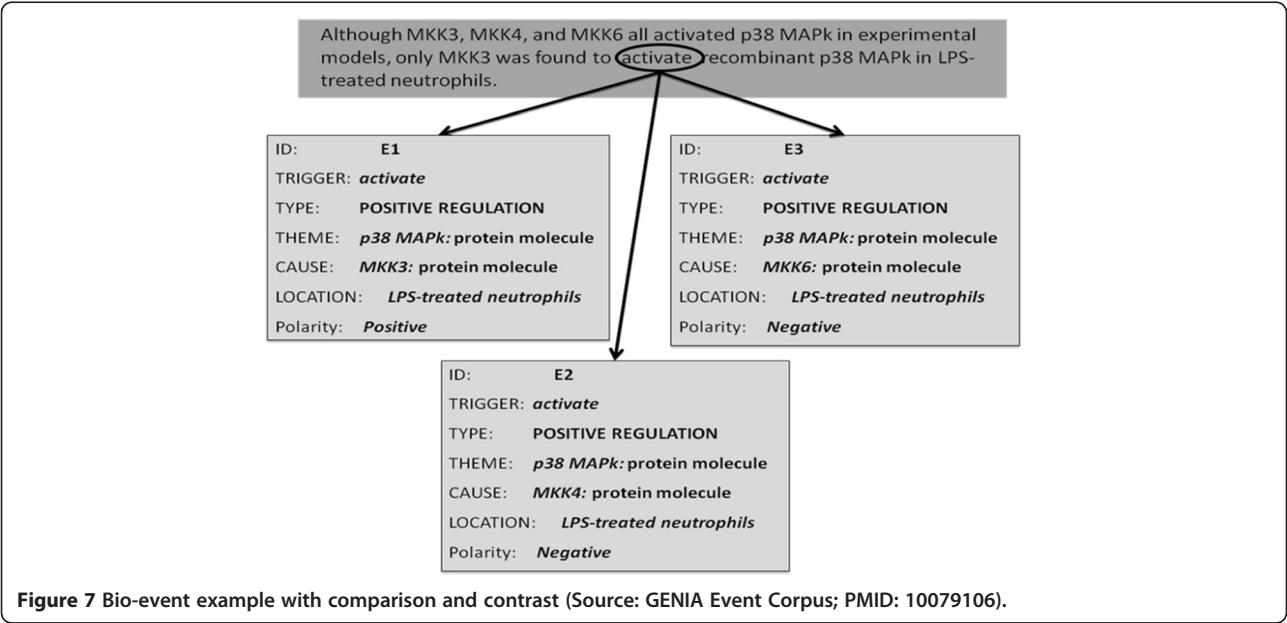 Although MKK3, MKK4, and MKK6 all activated p38 MAPk in experimental
models, only MKK3 was found to activate recombinant p38 MAPk in LPS-
treated neutrophils.
ID: E1
TRIGGER: activate
TYPE: POSITIVE REGULATION
THEME: p38 MAPk: protein molecule
CAUSE: MKK3: protein molecule
LOCATION: LPS-treated neutrophils
Polarity: Positive
ID: E3
TRIGGER: activate
TYPE: POSITIVE REGULATION
THEME: p38 MAPk: protein molecule
CAUSE: MKK6: protein molecule
LOCATION: LPS-treated neutrophils
Polarity: Negative
ID: E2
TRIGGER: activate
TYPE: POSITIVE REGULATION
THEME: p38 MAPk: protein molecule
CAUSE: MKK4: protein molecule
LOCATION: LPS-treated neutrophils
Polarity: Negative
Figure 7 Bio-event example with comparison and contrast (Source: GENIA Event Corpus; PMID: 10079106).